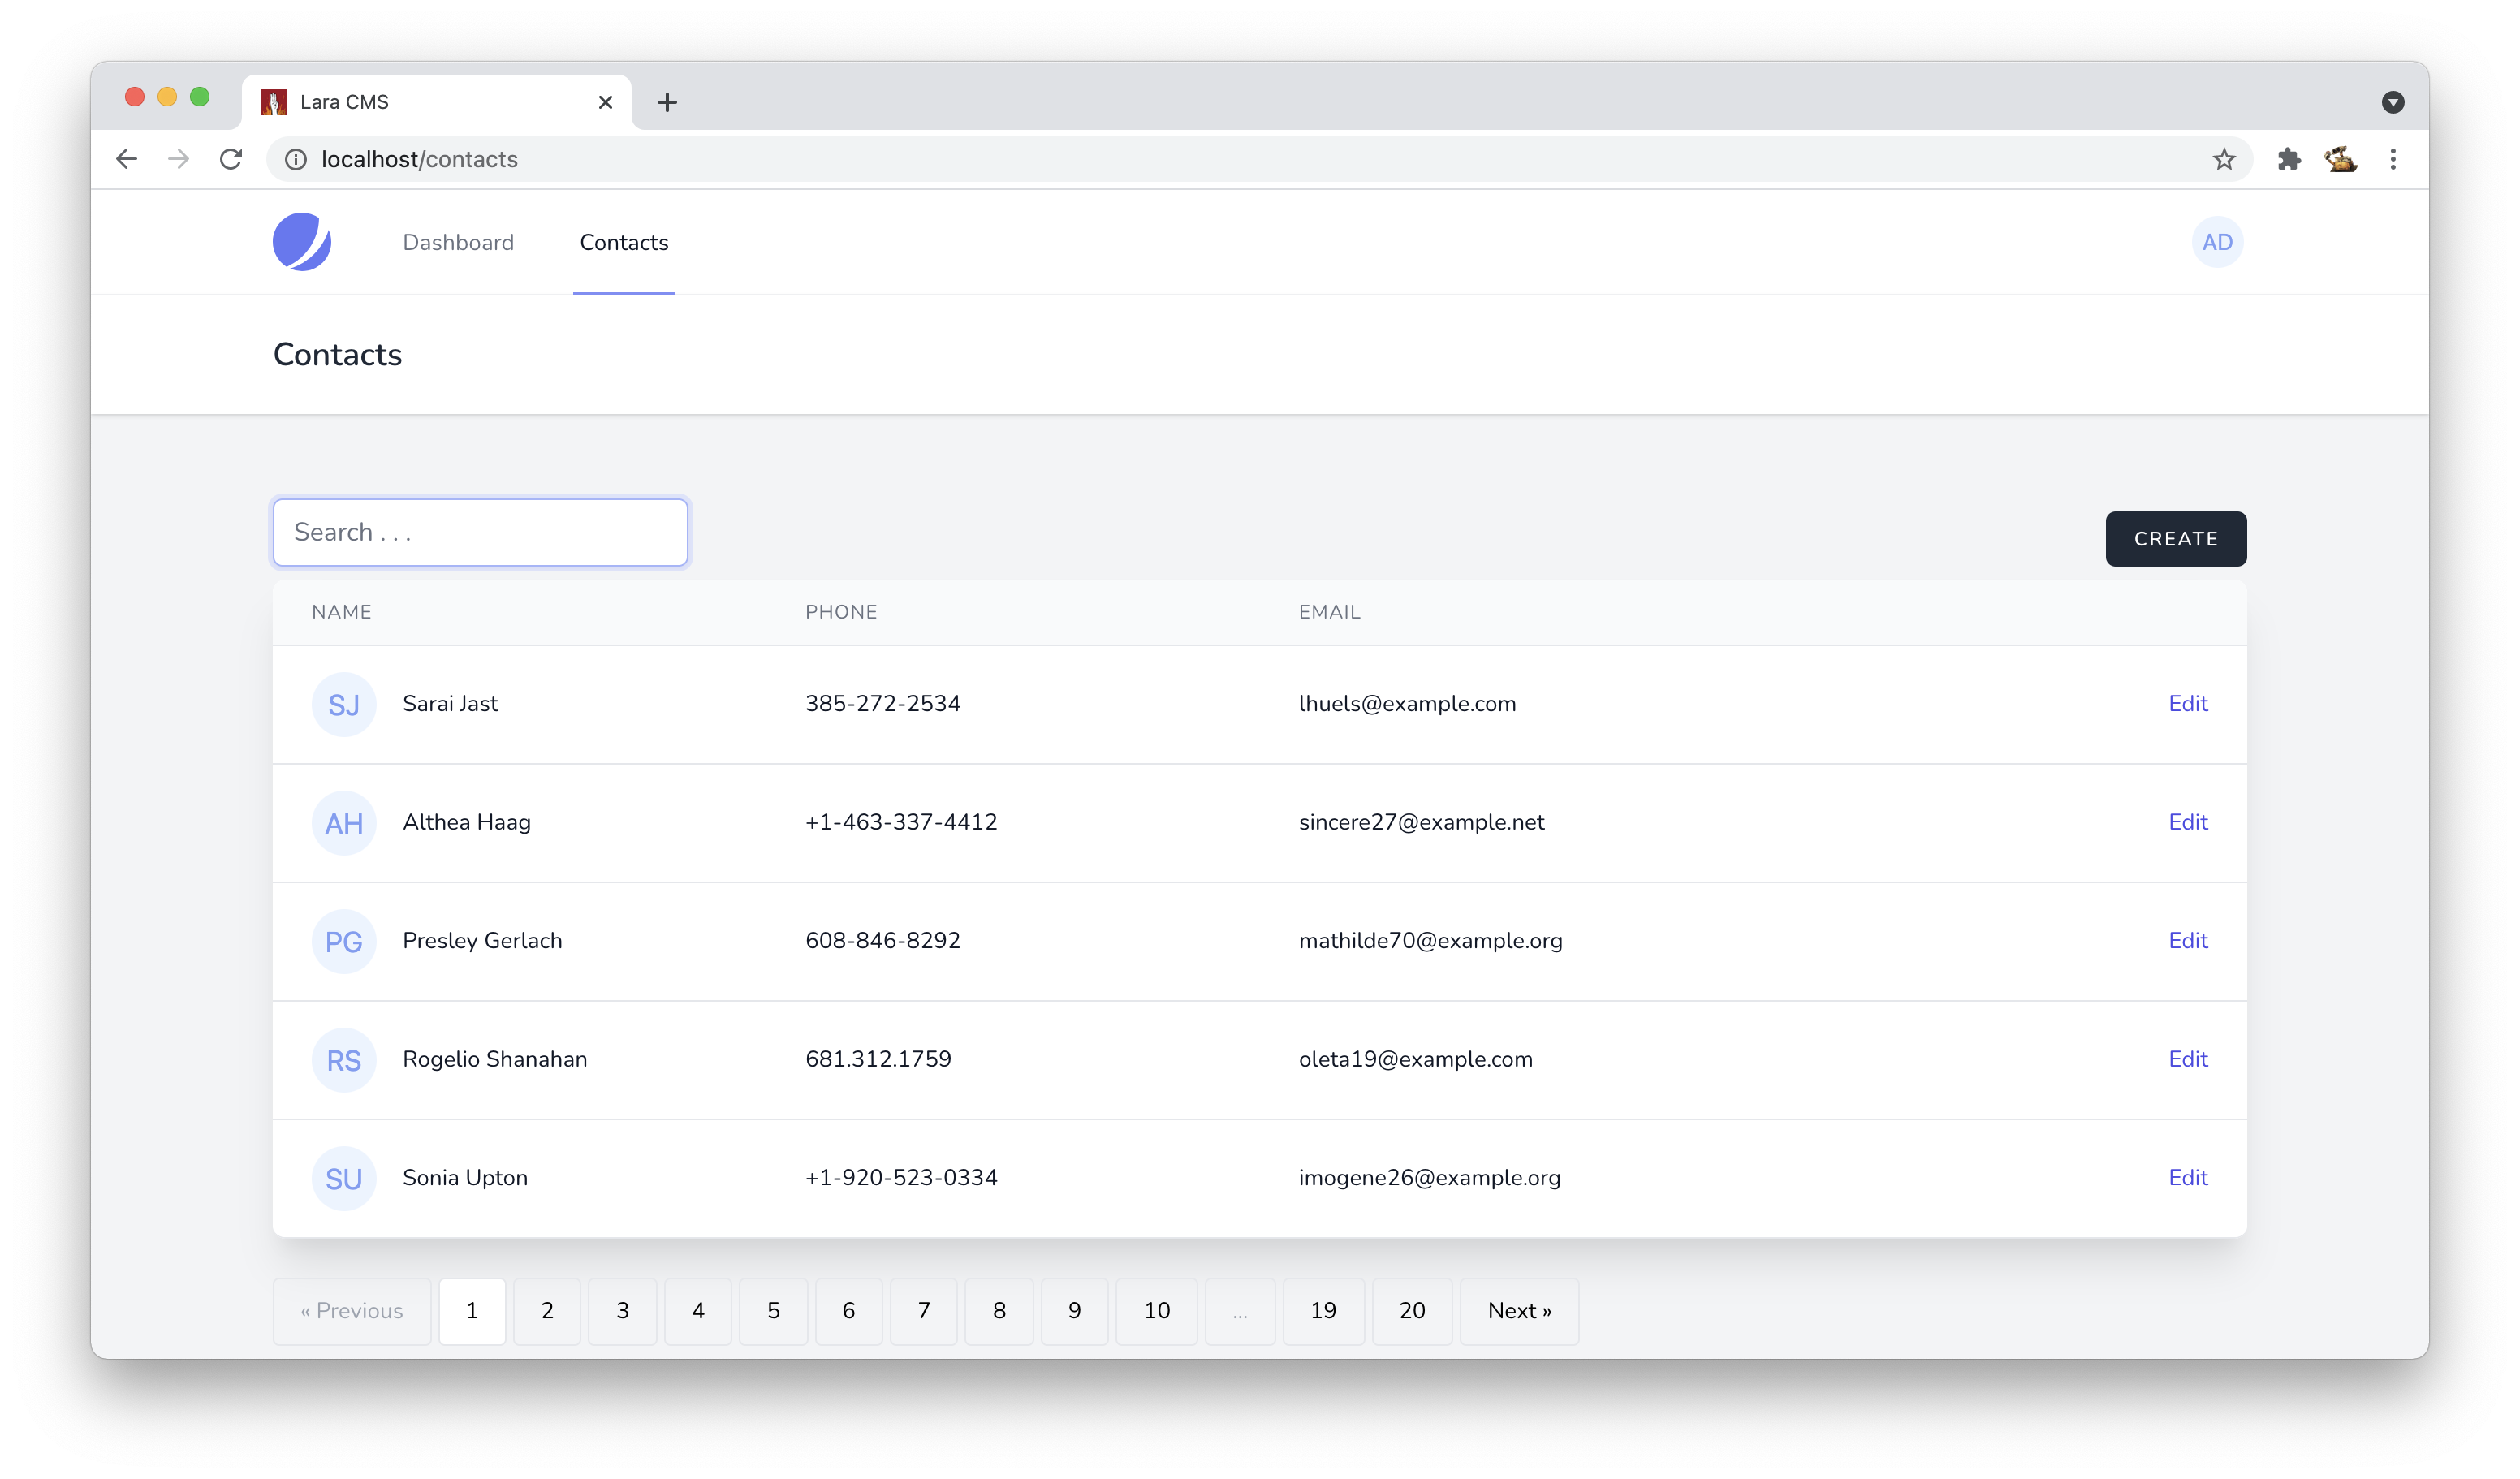 Lara CMS
localhost/contacts
Dashboard Contacts AD
Contacts
Search . . .
CREATE
NAME PHONE EMAIL
SJ Sarai Jast 385-272-2534 lhuels@example.com Edit
AH Althea Haag +1-463-337-4412 sincere27@example.net Edit
PG Presley Gerlach 608-846-8292 mathilde70@example.org Edit
RS Rogelio Shanahan 681.312.1759 oleta19@example.com Edit
SU Sonia Upton +1-920-523-0334 imogene26@example.org Edit
« Previous 1 2 3 4 5 6 7 8 9 10 ... 19 20 Next »